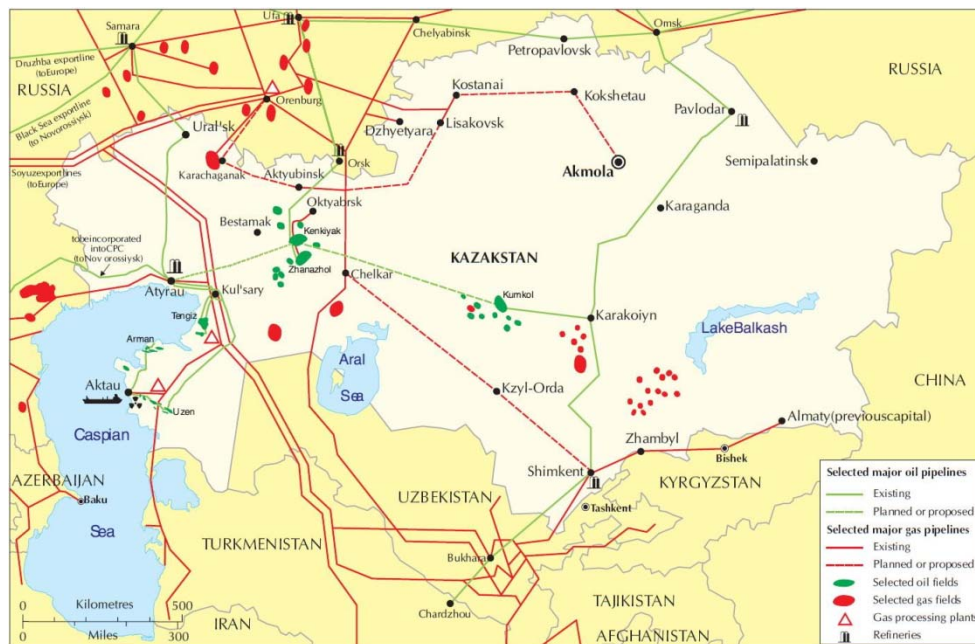 Samara
Ufa
Chelyabinsk
Omsk
Petropavlovsk
Druzhba exportline
(toEurope)
RUSSIA
RUSSIA
Kostanai
Kokshetau
Orenburg
Pavlodar
Black Sea exportline
(to Novorossiysk)
Dzhyetyara
Lisakovsk
Ural'sk
Karachaganak
Orsk
Akmola
Semipalatinsk
Soyuzexportlines
(toEurope)
Aktyubinsk
Oktyabrsk
Karaganda
Bestamak
Kenkiyak
tobeincorporated
intoCPC
(toNov orossiysk)
KAZAKSTAN
Zhanazhol
Chelkar
Atyrau
Kul'sary
Kumkol
Karakoiyn
LakeBalkash
Tengiz
Arman
Aral
Sea
CHINA
Aktau
Uzen
Kzyl-Orda
Almaty(previouscapital)
Caspian
Zhambyl
Bishek
Shimkent
KYRGYZSTAN
AZERBAIJAN
Baku
UZBEKISTAN
Tashkent
Sea
TURKMENISTAN
Bukhara
Chardzhou
TAJIKISTAN
IRAN
AFGHANISTAN
0 Kilometres 500
0 Miles 300
Selected major oil pipelines
Existing
Planned or proposed
Selected major gas pipelines
Existing
Planned or proposed
Selected oil fields
Selected gas fields
Gas processing plants
Refineries